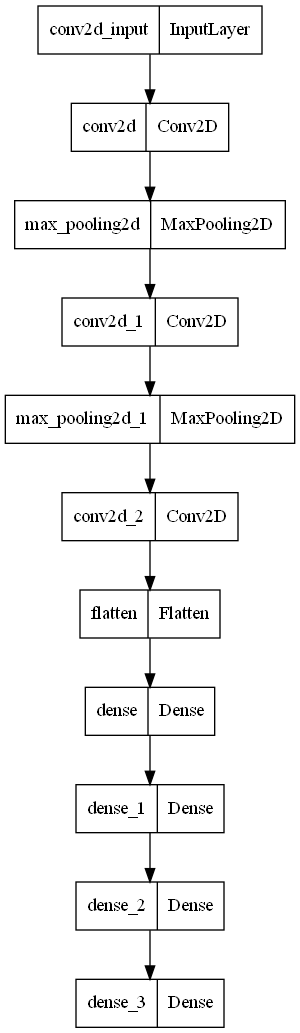 conv2d_input InputLayer
conv2d Conv2D
max_pooling2d MaxPooling2D
conv2d_1 Conv2D
max_pooling2d_1 MaxPooling2D
conv2d_2 Conv2D
flatten Flatten
dense Dense
dense_1 Dense
dense_2 Dense
dense_3 Dense